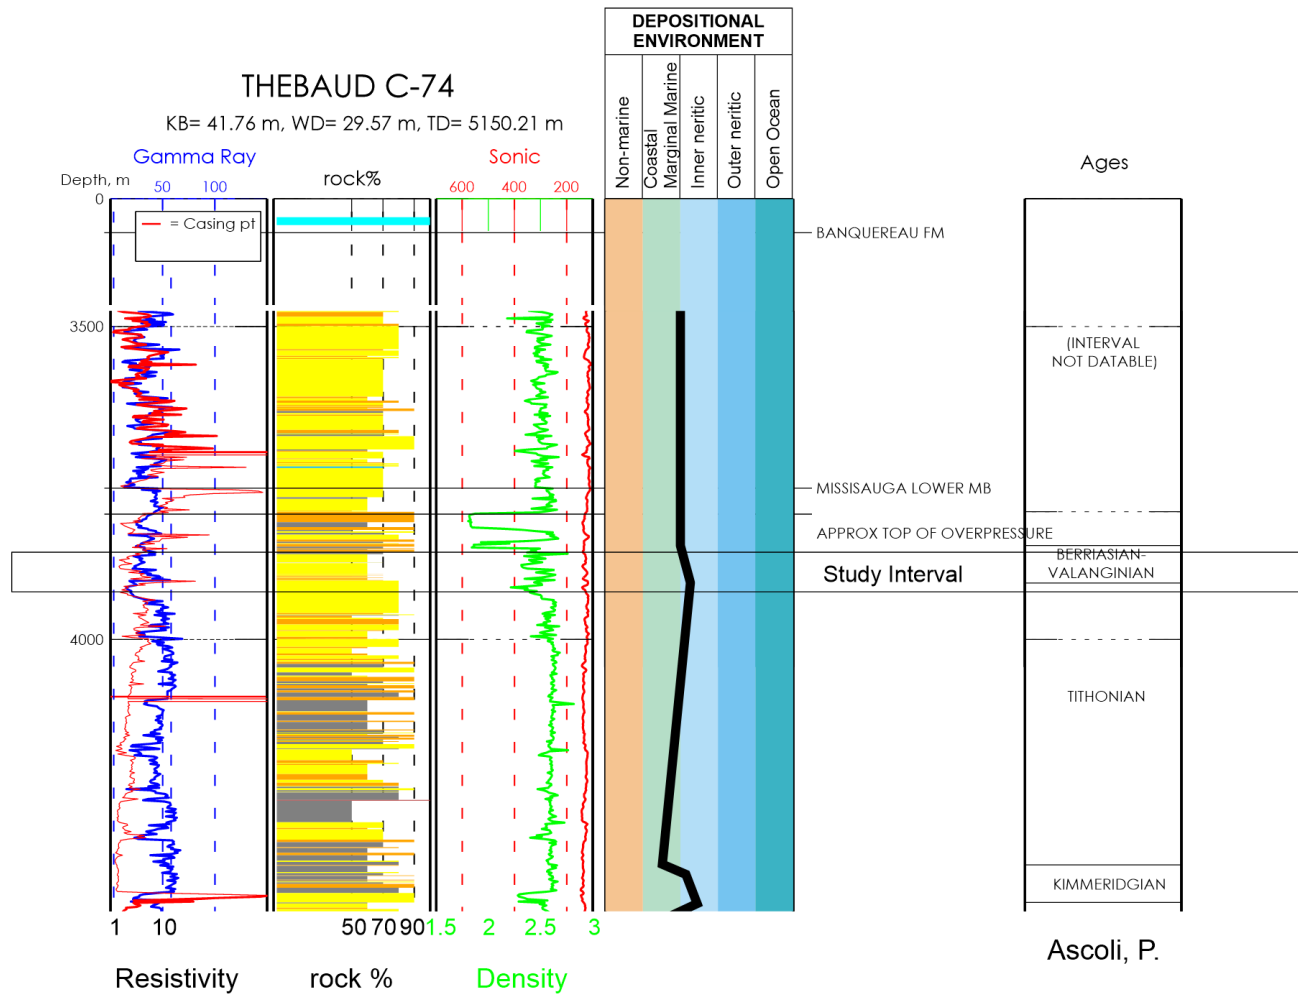 DEPOSITIONAL
ENVIRONMENT
Non-marine
Coastal
Marginal Marine
Inner neritic
Outer neritic
Open Ocean
THEBAUD C-74
KB= 41.76 m, WD= 29.57 m, TD= 5150.21 m
Gamma Ray
Sonic
rock%
Ages
Depth, m
50 100
600 400 200
0
= Casing pt
BANQUEREAU FM
3500
(INTERVAL
NOT DATABLE)
MISSISAUGA LOWER MB
APPROX TOP OF OVERPRESSURE
BERRIASIAN-
VALANGINIAN
Study Interval
4000
TITHONIAN
KIMMERIDGIAN
1 10
50 70 90
1.5 2 2.5 3
Ascoli, P.
Resistivity
rock %
Density